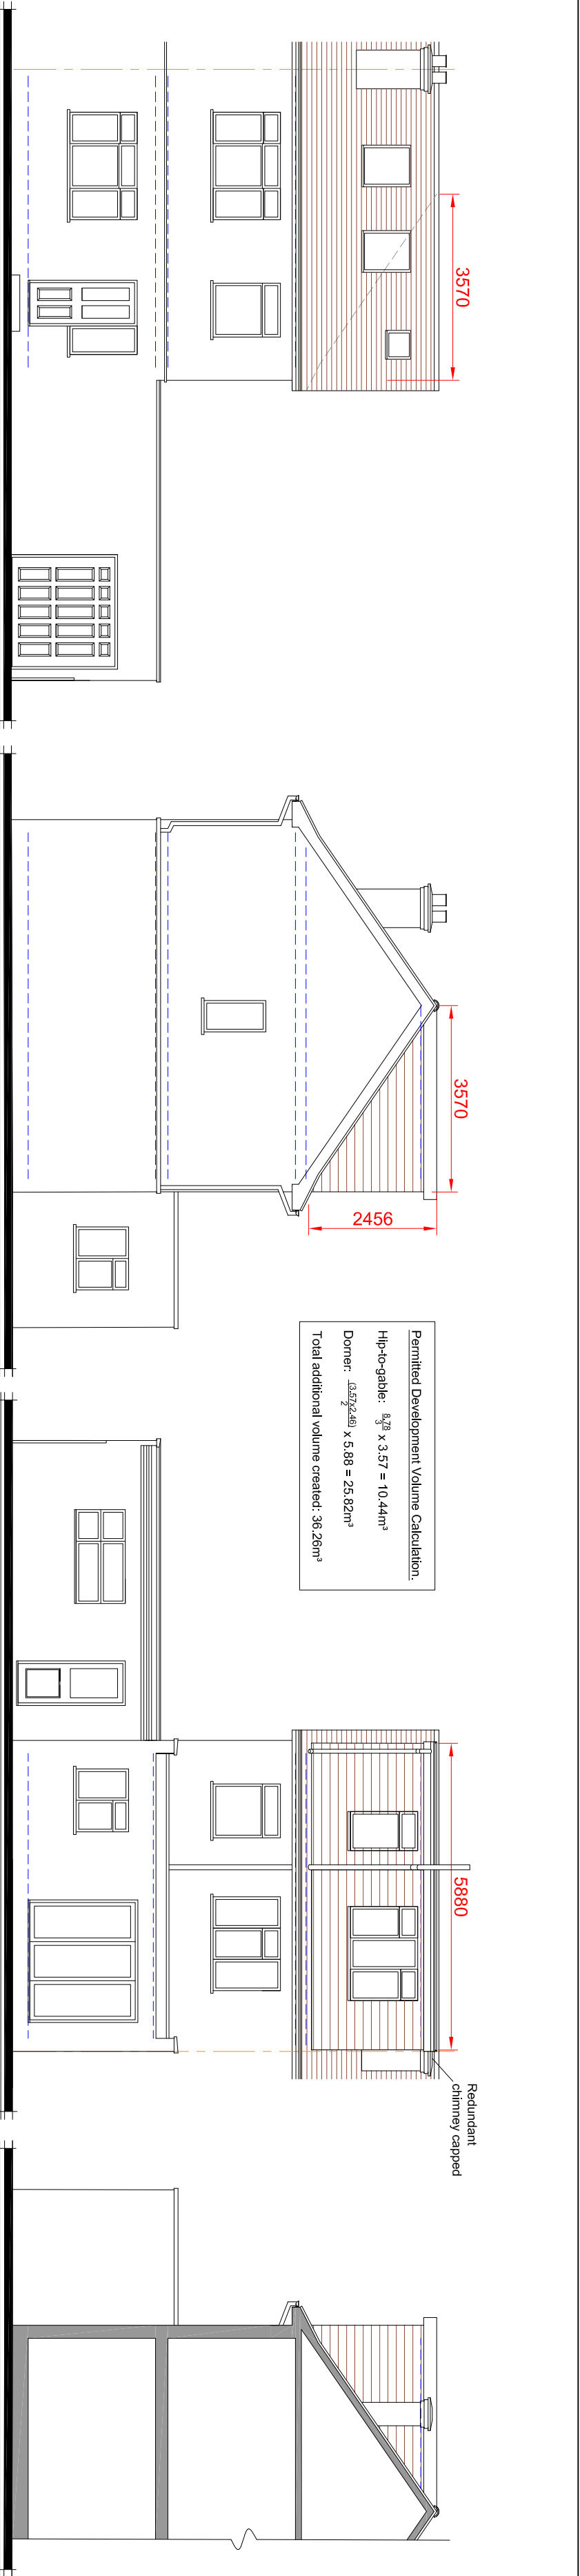 3570
3570
2456
Permitted Development Volume Calculation.
Hip-to-gable: 8.78/3 x 3.57 = 10.44m³
Dormer: (3.57x2.46)/2 x 5.88 = 25.82m³
Total additional volume created: 36.26m³
5880
Redundant
chimney capped